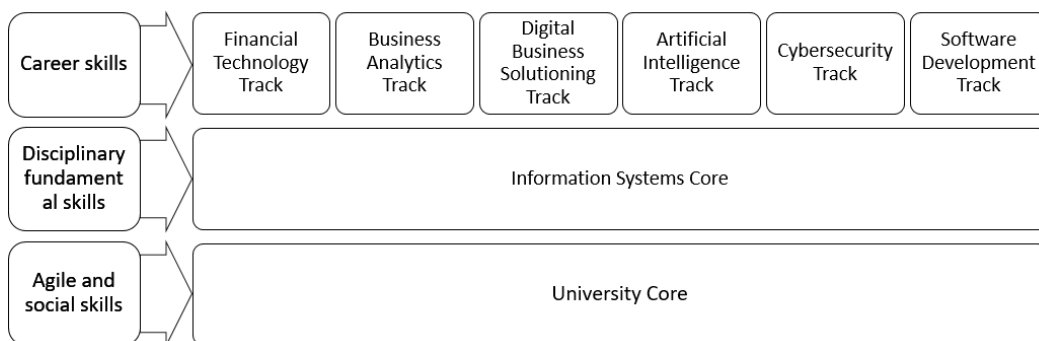 Career skills
Financial
Technology
Track
Business
Analytics
Track
Digital
Business
Solutioning
Track
Artificial
Intelligence
Track
Cybersecurity
Track
Software
Development
Track
Disciplinary
fundament
al skills
Information Systems Core
Agile and
social skills
University Core